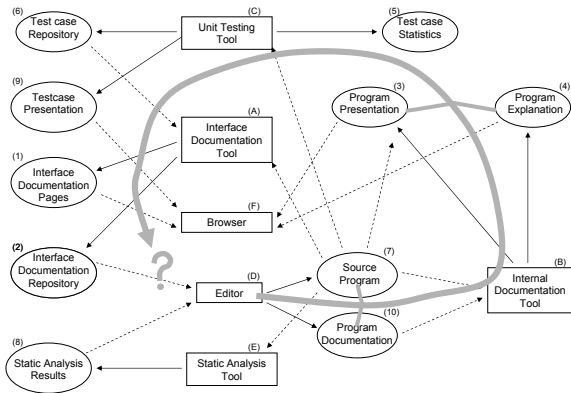 (6)
Test case
Repository
(C)
Unit Testing
Tool
(5)
Test case
Statistics
(9)
Testcase
Presentation
(A)
Interface
Documentation
Tool
(3)
Program
Presentation
(4)
Program
Explanation
(1)
Interface
Documentation
Pages
(F)
Browser
(2)
Interface
Documentation
Repository
?
(D)
Editor
(7)
Source
Program
(B)
Internal
Documentation
Tool
(10)
Program
Documentation
(8)
Static Analysis
Results
(E)
Static Analysis
Tool